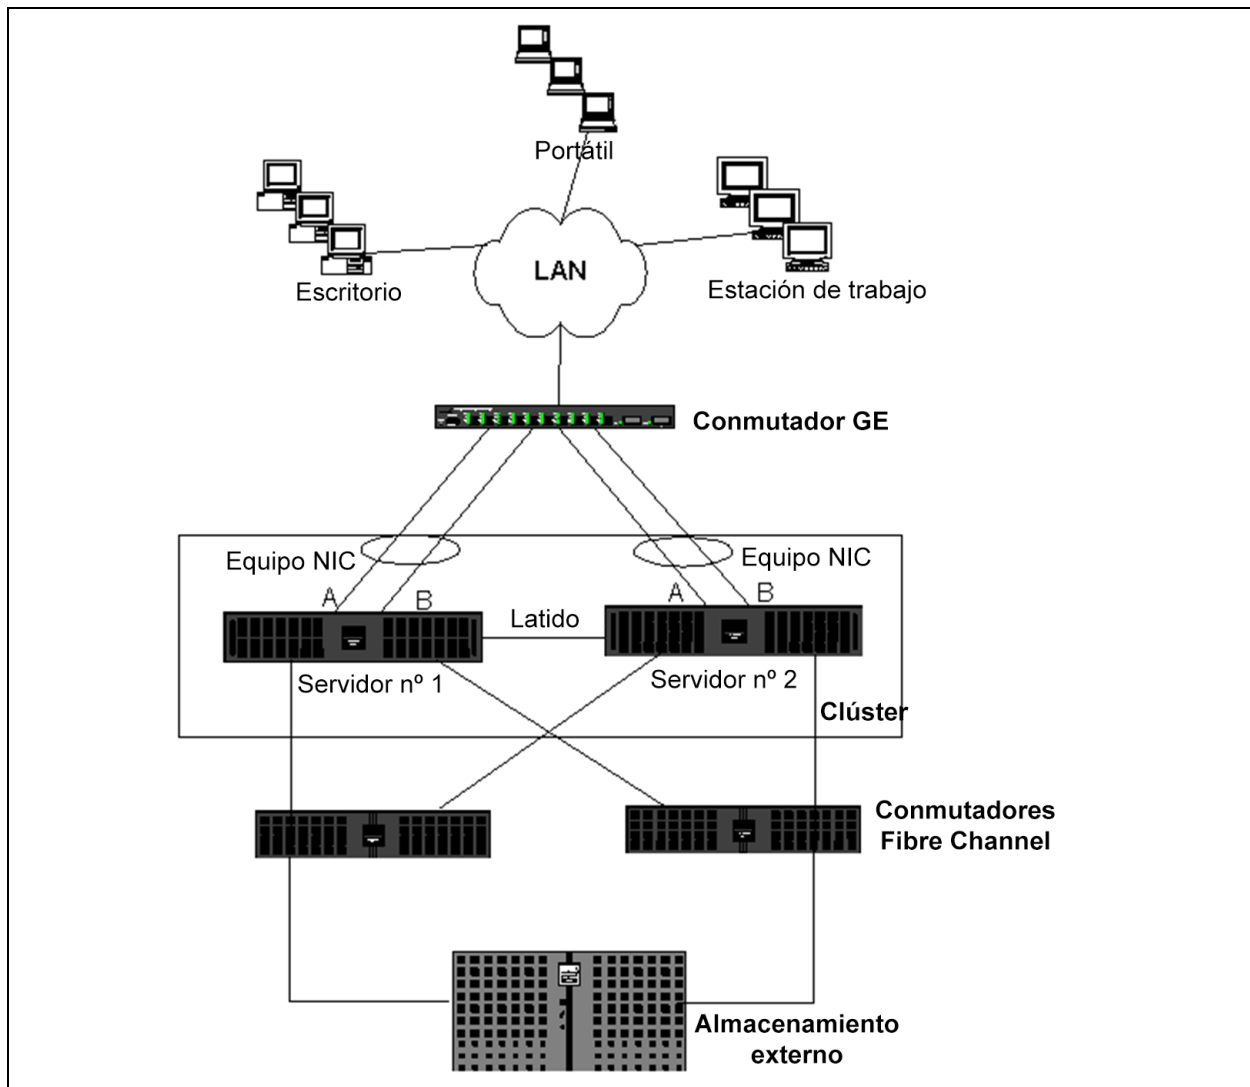 Portátil
Escritorio
LAN
Estación de trabajo
Conmutador GE
Equipo NIC
Equipo NIC
A
B
A
B
Latido
Servidor nº 1
Servidor nº 2
Clúster
Conmutadores
Fibre Channel
Almacenamiento
externo